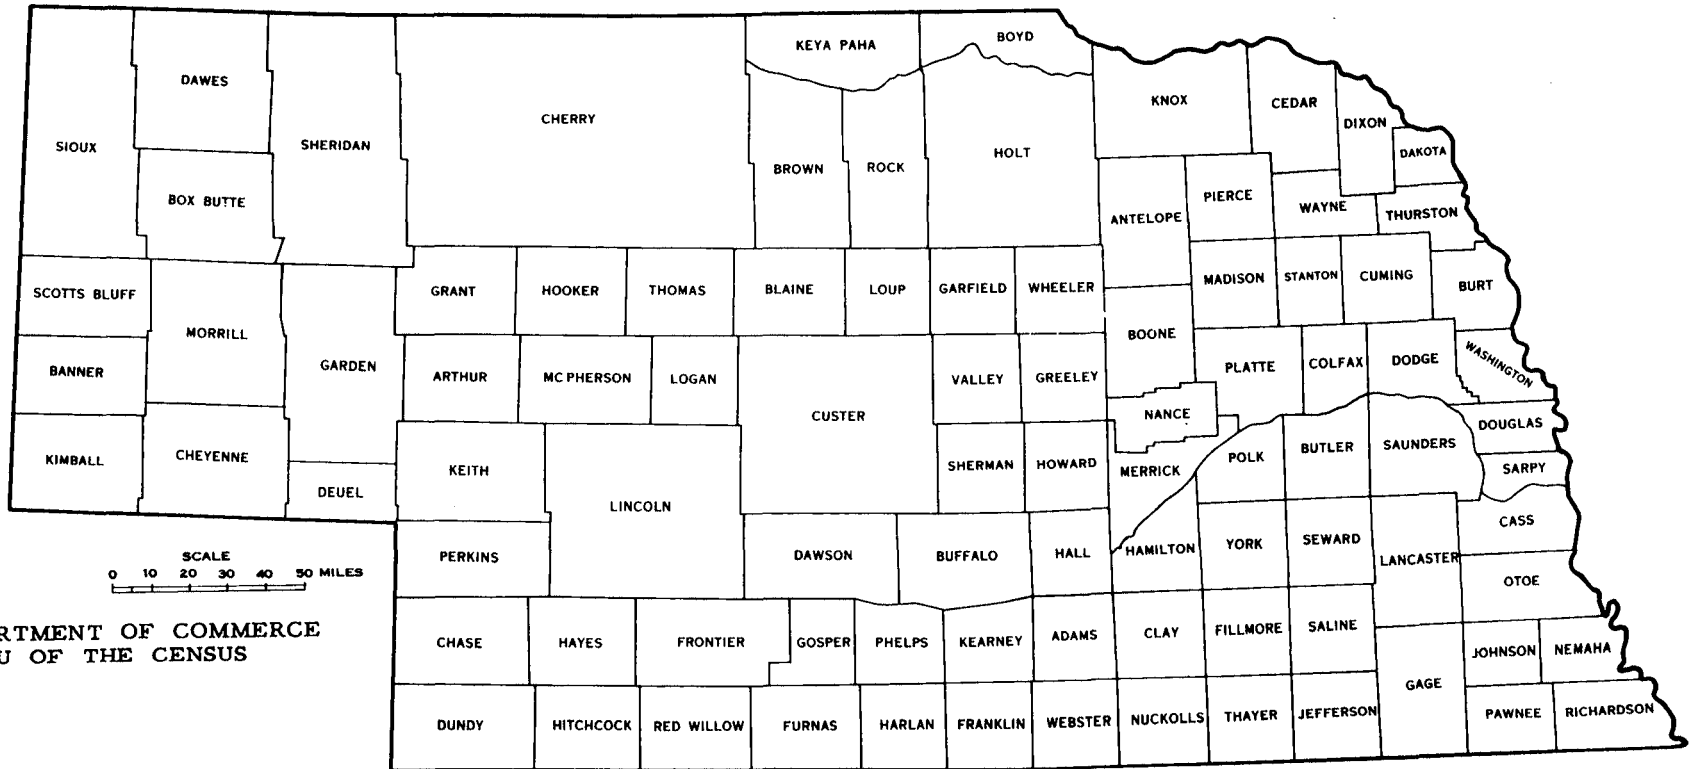 KEYA PAHA
BOYD
DAWES
KNOX
CEDAR
CHERRY
DIXON
SIOUX
SHERIDAN
HOLT
DAKOTA
BROWN
ROCK
BOX BUTTE
PIERCE
WAYNE
THURSTON
ANTELOPE
SCOTTS BLUFF
GRANT
HOOKER
THOMAS
BLAINE
LOUP
GARFIELD
WHEELER
MADISON
STANTON
CUMING
BURT
MORRILL
BOONE
BANNER
GARDEN
ARTHUR
MC PHERSON
LOGAN
VALLEY
GREELEY
PLATTE
COLFAX
DODGE
WASHINGTON
CUSTER
NANCE
DOUGLAS
KIMBALL
CHEYENNE
KEITH
SHERMAN
HOWARD
MERRICK
POLK
BUTLER
SAUNDERS
SARPY
DEUEL
LINCOLN
CASS
PERKINS
DAWSON
BUFFALO
HALL
HAMILTON
YORK
SEWARD
LANCASTER
OTOE
SCALE
0 10 20 30 40 50 MILES
RTMENT OF COMMERCE
U OF THE CENSUS
CHASE
HAYES
FRONTIER
GOSPER
PHELPS
KEARNEY
ADAMS
CLAY
FILLMORE
SALINE
JOHNSON
NEMAHA
GAGE
DUNDY
HITCHCOCK
RED WILLOW
FURNAS
HARLAN
FRANKLIN
WEBSTER
NUCKOLLS
THAYER
JEFFERSON
PAWNEE
RICHARDSON